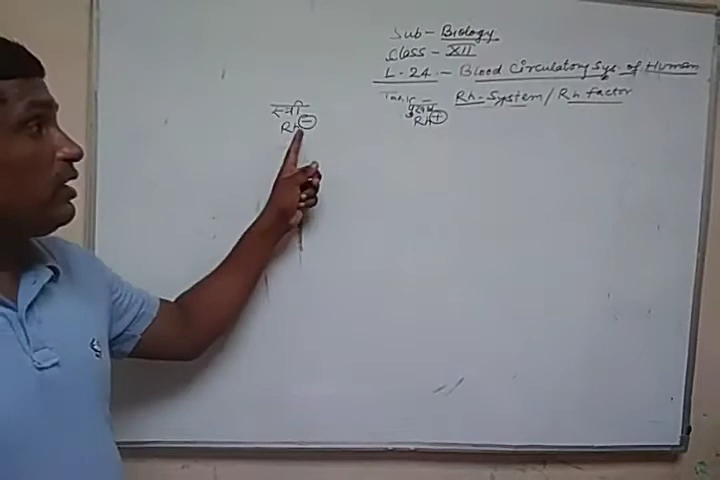 Sub - Biology
Class - XII
L. 24. - Blood Circulatory Sys. of Human
Topic - Rh-System / Rh factor
स्त्री
Rh -
पुरुष
Rh +